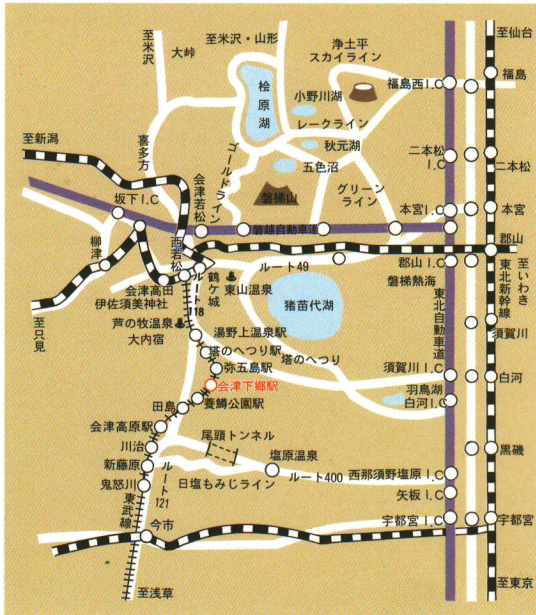 至仙台
至米沢
大峠
至米沢・山形
浄土平
スカイライン
福島西I.C
福島
桧原湖
小野川湖
レークライン
秋元湖
五色沼
二本松
I.C
二本松
至新潟
喜多方
ゴールドライン
会津若松
磐梯山
グリーン
ライン
坂下I.C
本宮I.C
本宮
磐越自動車道
西若松
郡山
柳津
鶴ヶ城
ルート49
郡山I.C
磐梯熱海
至いわき
会津高田
伊佐須美神社
ルート118
東山温泉
猪苗代湖
東北自動車道
東北新幹線
至只見
芦の牧温泉
大内宿
湯野上温泉駅
須賀川
塔のへつり駅
塔のへつり
弥五島駅
須賀川I.C
白河
会津下郷駅
羽鳥湖
白河I.C
田島
養鱒公園駅
会津高原駅
尾頭トンネル
川治
塩原温泉
黒磯
新藤原
ルート121
ルート400
西那須野塩原I.C
鬼怒川
日塩もみじライン
矢板I.C
東武線
今市
宇都宮I.C
宇都宮
至浅草
至東京